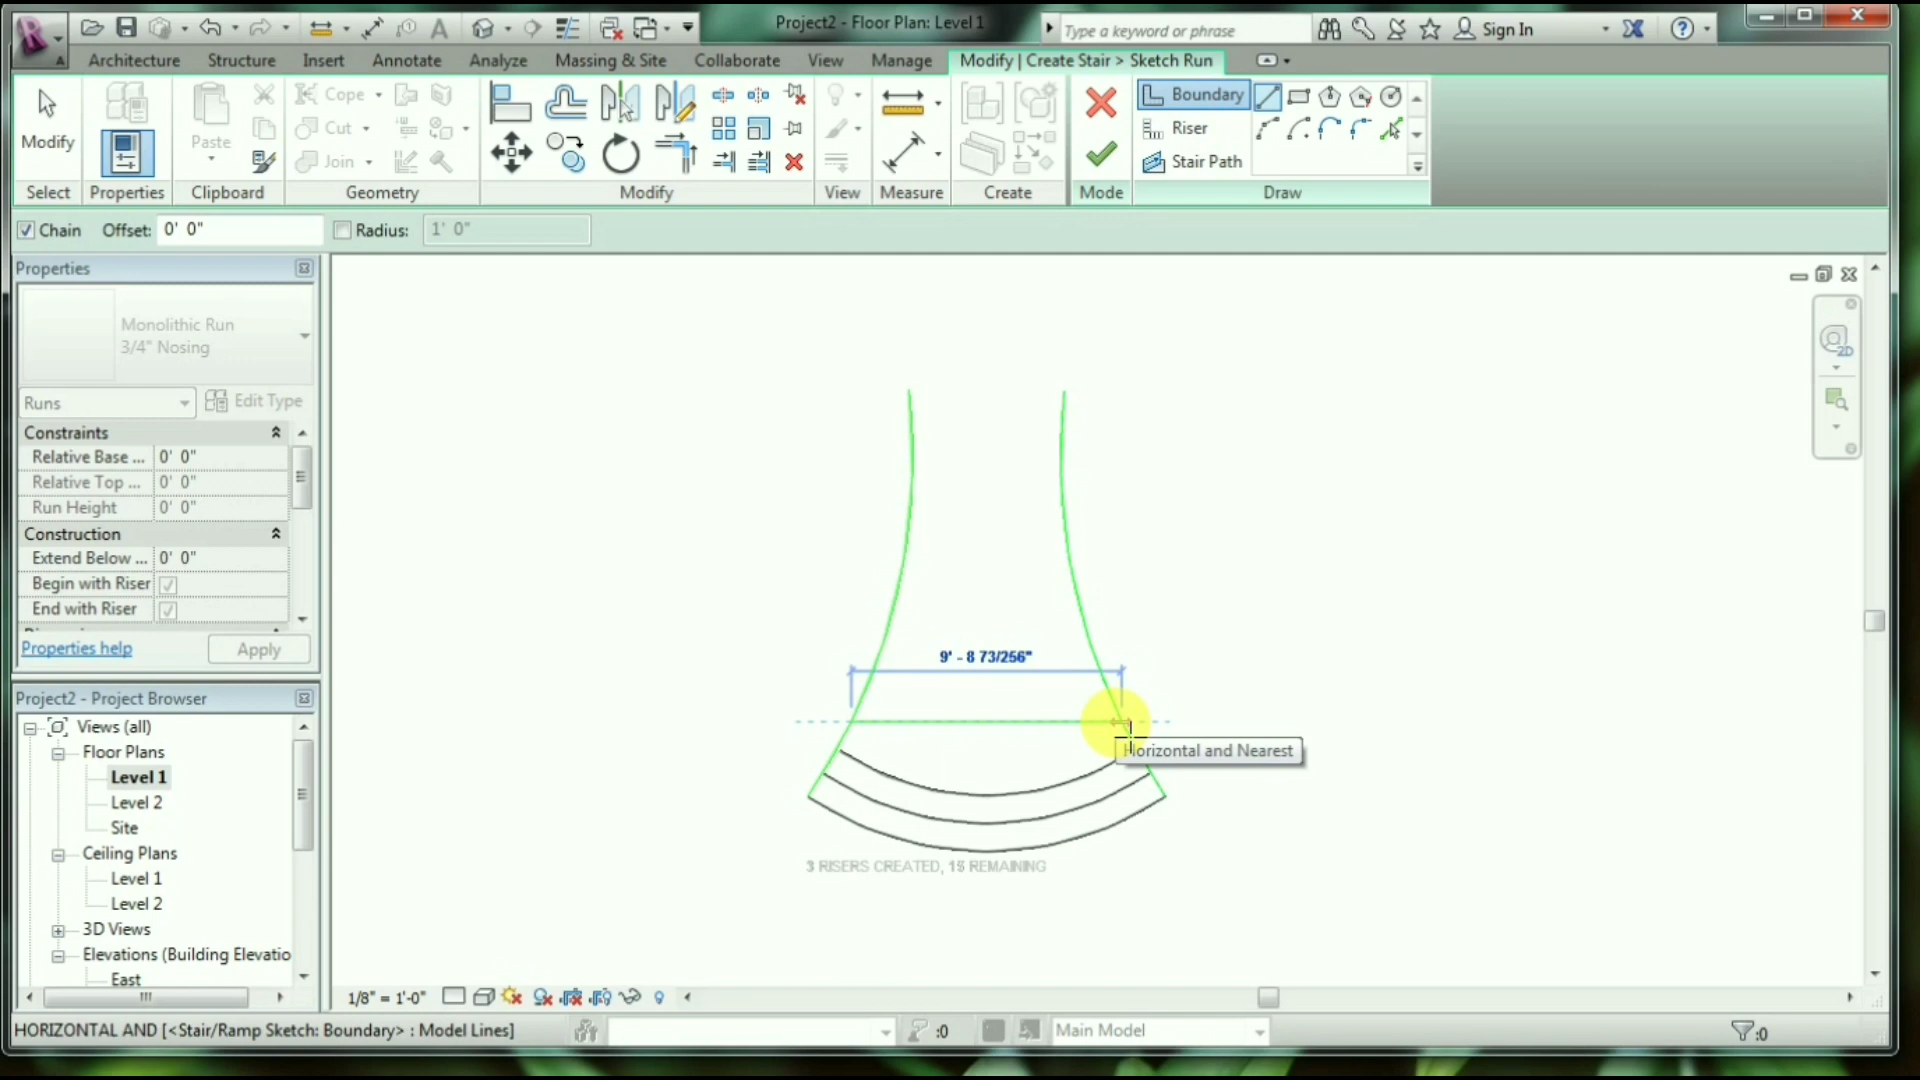 Project2 - Floor Plan: Level 1
Type a keyword or phrase
Sign In
Architecture
Structure
Insert
Annotate
Analyze
Massing & Site
Collaborate
View
Manage
Modify | Create Stair > Sketch Run
Modify
Paste
Cope
Cut
Join
Boundary
Riser
Stair Path
Select
Properties
Clipboard
Geometry
Modify
View
Measure
Create
Mode
Draw
Chain
Offset: 0' 0"
Radius: 1' 0"
Properties
Monolithic Run
3/4" Nosing
Runs
Edit Type
Constraints
Relative Base ... 0' 0"
Relative Top ... 0' 0"
Run Height 0' 0"
Construction
Extend Below ... 0' 0"
Begin with Riser
End with Riser
Properties help
Apply
Project2 - Project Browser
Views (all)
Floor Plans
Level 1
Level 2
Site
Ceiling Plans
Level 1
Level 2
3D Views
Elevations (Building Elevatio
East
2D
9' - 8 73/256"
Horizontal and Nearest
3 RISERS CREATED, 15 REMAINING
1/8" = 1'-0"
HORIZONTAL AND [<Stair/Ramp Sketch: Boundary> : Model Lines]
:0
Main Model
:0